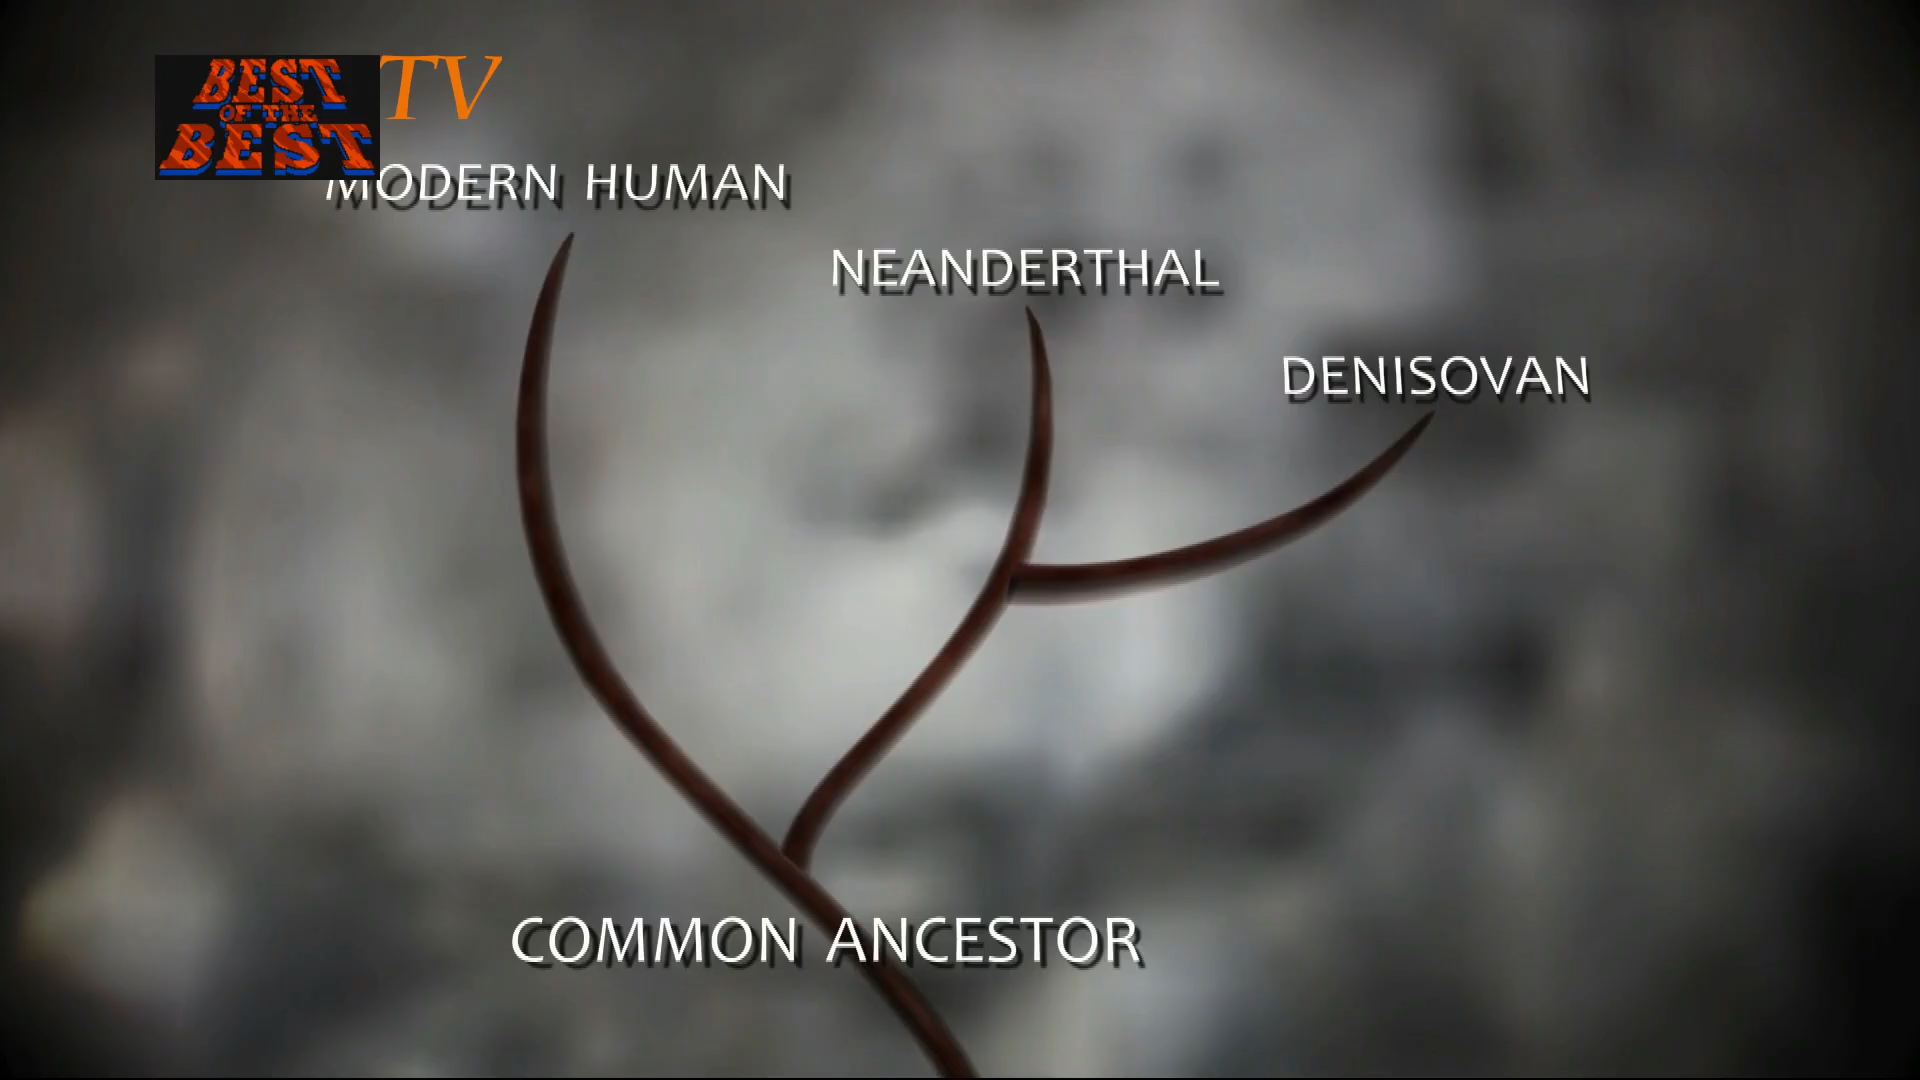 BEST
OF THE
BEST
TV
MODERN HUMAN
NEANDERTHAL
DENISOVAN
COMMON ANCESTOR